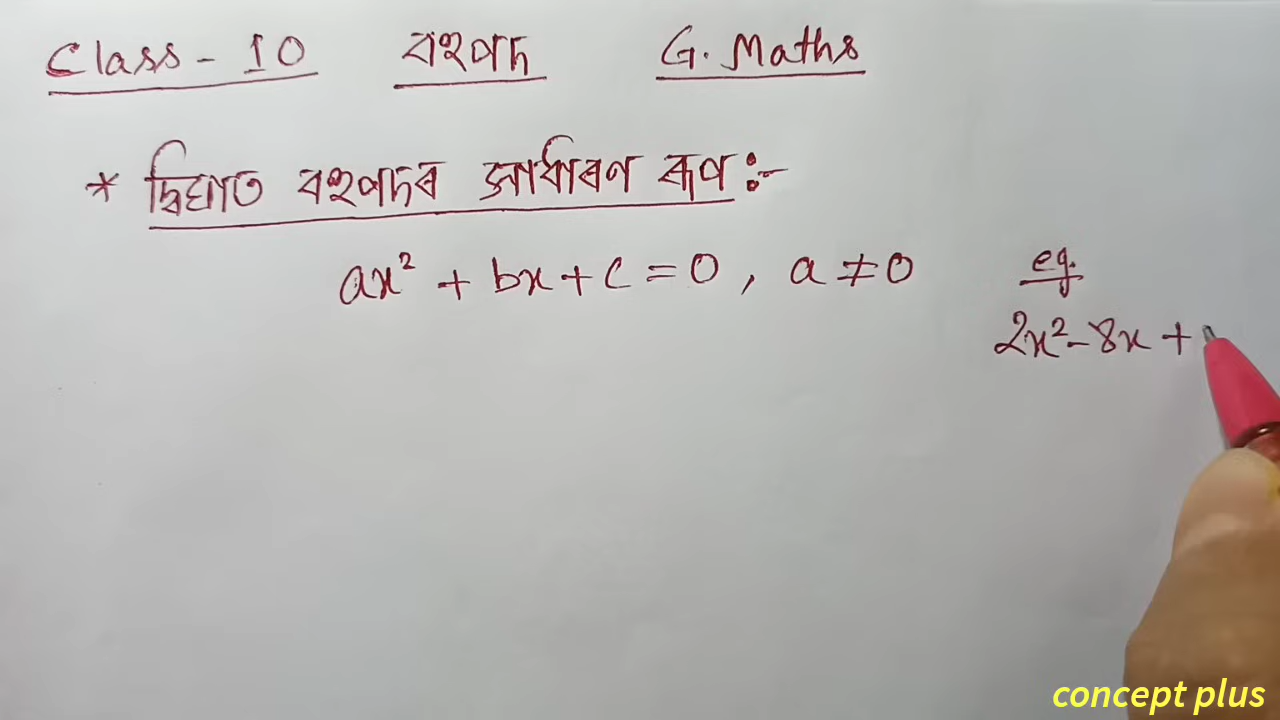 Class - 10 বহুপদ G. Maths
* দ্বিঘাত বহুপদৰ সাধাৰণ ৰূপ :-
ax² + bx + c = 0 , a ≠ 0
eg.
2x² - 8x +
concept plus